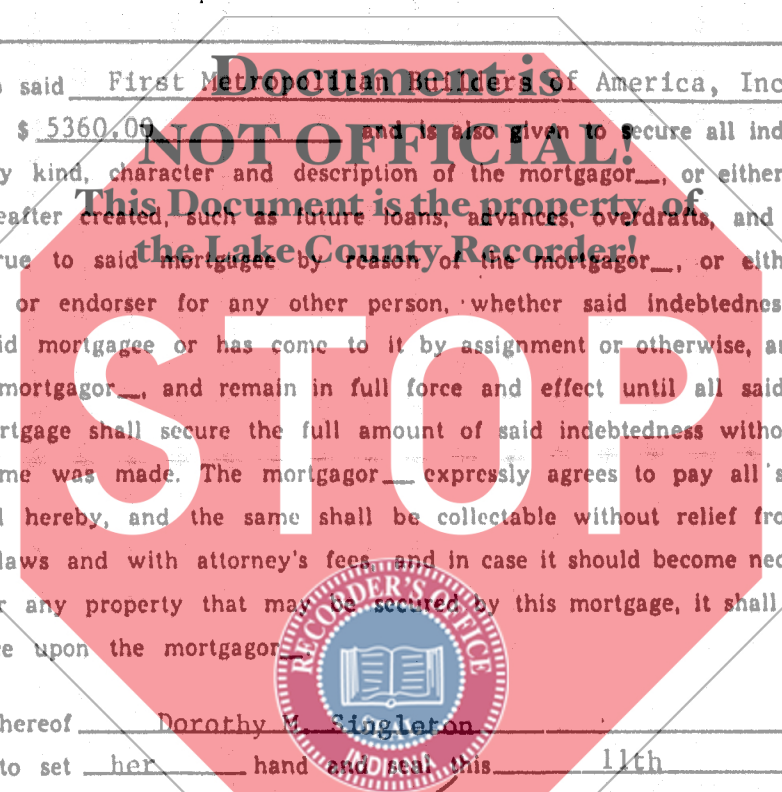 Document is
NOT OFFICIAL!
This Document is the property of
the Lake County Recorder!
STOP
said First Metropolitan Builders of America, Inc
$ 5360.00 and is also given to secure all ind
y kind, character and description of the mortgagor__, or either
eafter created, such as future loans, advances, overdrafts, and
rue to said mortgagee by reason of the mortgagor__, or eith
or endorser for any other person, whether said indebtednes
id mortgagee or has come to it by assignment or otherwise, a
mortgagor__, and remain in full force and effect until all said
rtgage shall secure the full amount of said indebtedness witho
me was made. The mortgagor__ expressly agrees to pay all s
l hereby, and the same shall be collectable without relief fro
laws and with attorney's fees, and in case it should become nec
r any property that may be secured by this mortgage, it shall
re upon the mortgagor__.
hereof Dorothy M. Singleton
to set her hand and seal this 11th
RECORDER'S OFFICE
INDIANA